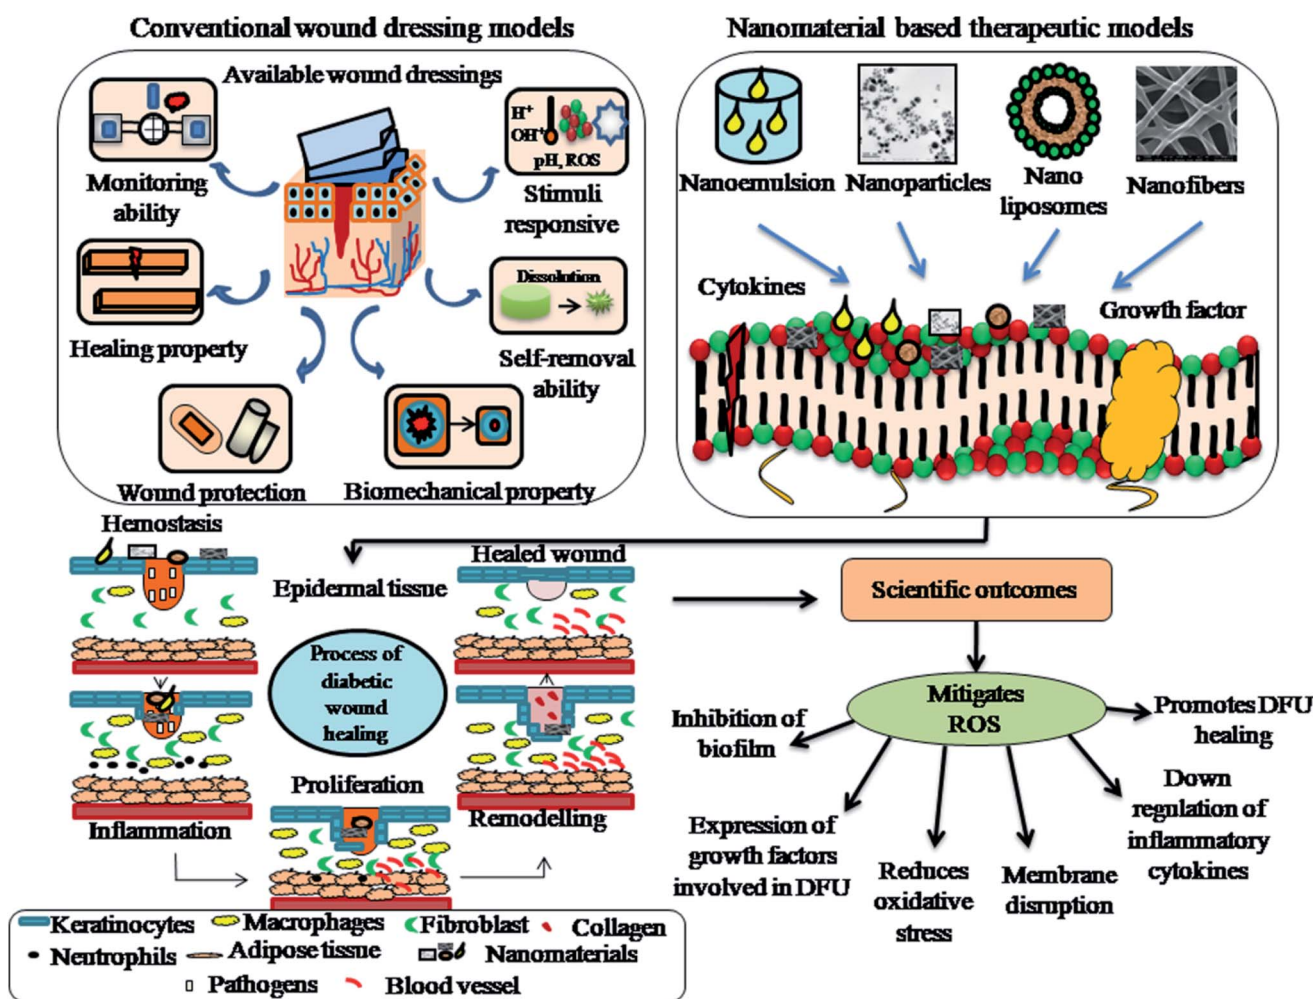 Conventional wound dressing models
Available wound dressings
Monitoring
ability
H+
OH+
pH, ROS
Stimuli
responsive
Healing property
Dissolution
Self-removal
ability
Wound protection
Biomechanical property
Nanomaterial based therapeutic models
Nanoemulsion
Nanoparticles
Nano
liposomes
Nanofibers
Cytokines
Growth factor
Hemostasis
Epidermal tissue
Healed wound
Process of
diabetic
wound
healing
Inflammation
Proliferation
Remodelling
Scientific outcomes
Mitigates
ROS
Inhibition of
biofilm
Expression of
growth factors
involved in DFU
Reduces
oxidative
stress
Membrane
disruption
Down
regulation of
inflammatory
cytokines
Promotes DFU
healing
Keratinocytes
Macrophages
Fibroblast
Collagen
Neutrophils
Adipose tissue
Nanomaterials
Pathogens
Blood vessel